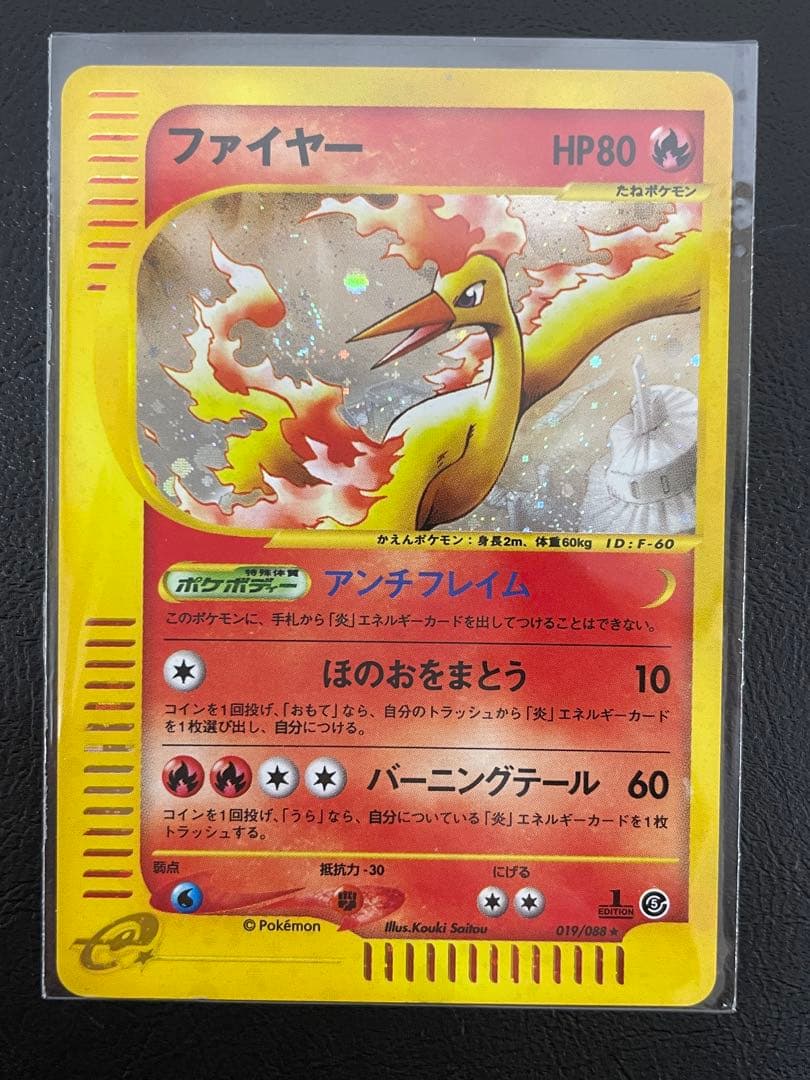 ファイヤー HP80
たねポケモン
かえんポケモン：身長2m、体重60kg ID：F-60
特殊体質
ポケボディー アンチフレイム
このポケモンに、手札から「炎」エネルギーカードを出してつけることはできない。
ほのおをまとう 10
コインを1回投げ、「おもて」なら、自分のトラッシュから「炎」エネルギーカード
を1枚選び出し、自分につける。
バーニングテール 60
コインを1回投げ、「うら」なら、自分についている「炎」エネルギーカードを1枚
トラッシュする。
弱点 抵抗力-30 にげる
1
EDITION
5
© Pokémon Illus.Kouki Saitou 019/088★
e